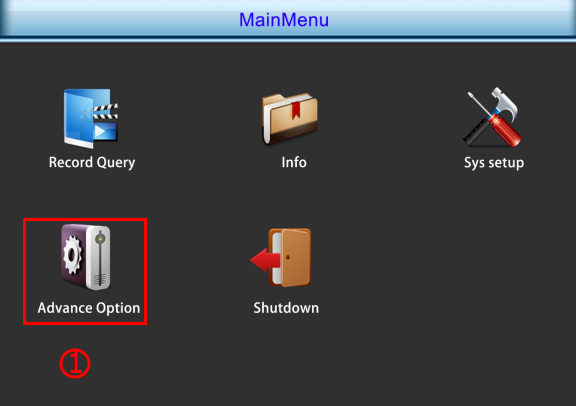 MainMenu
Record Query
Info
Sys setup
Advance Option
Shutdown
①